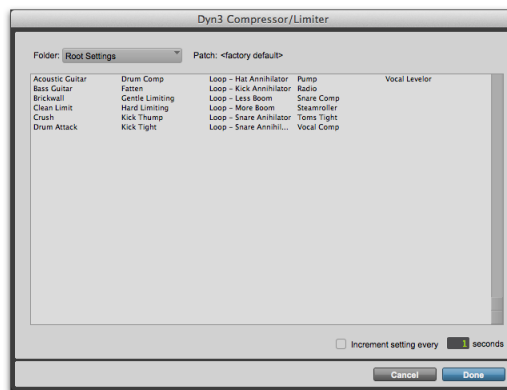 Dyn3 Compressor/Limiter
Folder: Root Settings Patch: <factory default>
Acoustic Guitar Drum Comp Loop – Hat Annihilator Pump Vocal Levelor
Bass Guitar Fatten Loop – Kick Annihilator Radio
Brickwall Gentle Limiting Loop – Less Boom Snare Comp
Clean Limit Hard Limiting Loop – More Boom Steamroller
Crush Kick Thump Loop – Snare Anihilator Toms Tight
Drum Attack Kick Tight Loop – Snare Annihil... Vocal Comp
Increment setting every 1 seconds
Cancel Done